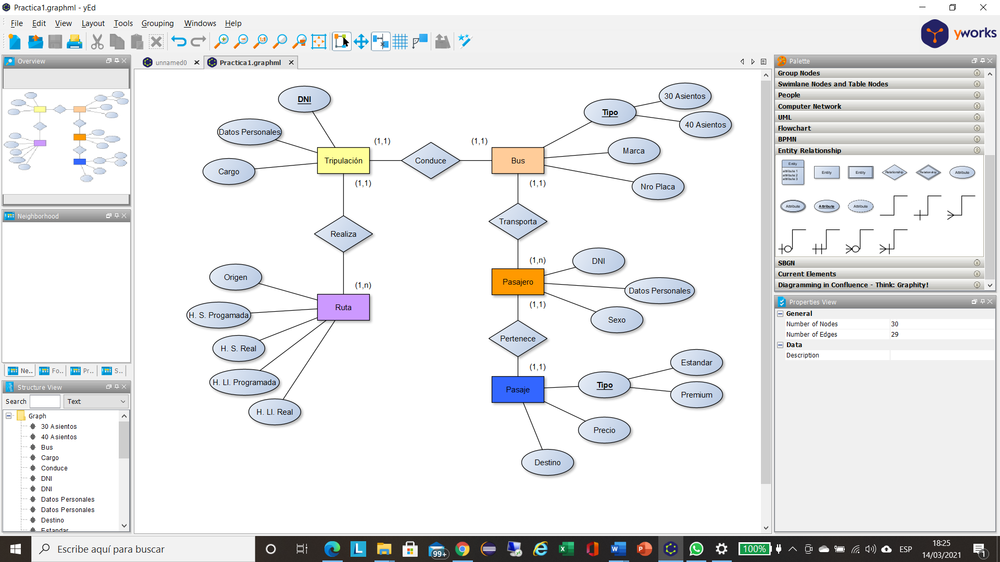 Practica1.graphml - yEd
File Edit View Layout Tools Grouping Windows Help
1:1
yworks
Overview
Neighborhood
Ne.. Fo.. Pr.. S..
Structure View
Search Text
Graph
30 Asientos
40 Asientos
Bus
Cargo
Conduce
DNI
DNI
Datos Personales
Datos Personales
Destino
Estandar
unnamed0 Practica1.graphml
DNI
Datos Personales
Cargo
Tripulación
(1,1)
Conduce
(1,1)
Bus
Tipo
30 Asientos
40 Asientos
Marca
Nro Placa
(1,1)
(1,1)
Realiza
Transporta
(1,n)
(1,n)
Origen
H. S. Progamada
H. S. Real
H. Ll. Programada
H. Ll. Real
Ruta
Pasajero
DNI
Datos Personales
Sexo
(1,1)
Pertenece
(1,1)
Pasaje
Tipo
Estandar
Premium
Precio
Destino
Palette
Group Nodes
Swimlane Nodes and Table Nodes
People
Computer Network
UML
Flowchart
BPMN
Entity Relationship
Entity
attribute 1
attribute 2
attribute 3
Entity Entity Relationship Relationship Attribute
Attribute Attribute Attribute
SBGN
Current Elements
Diagramming in Confluence - Think: Graphity!
Properties View
General
Number of Nodes 30
Number of Edges 29
Data
Description
Escribe aquí para buscar
99+
100%
ESP
18:25
14/03/2021
1